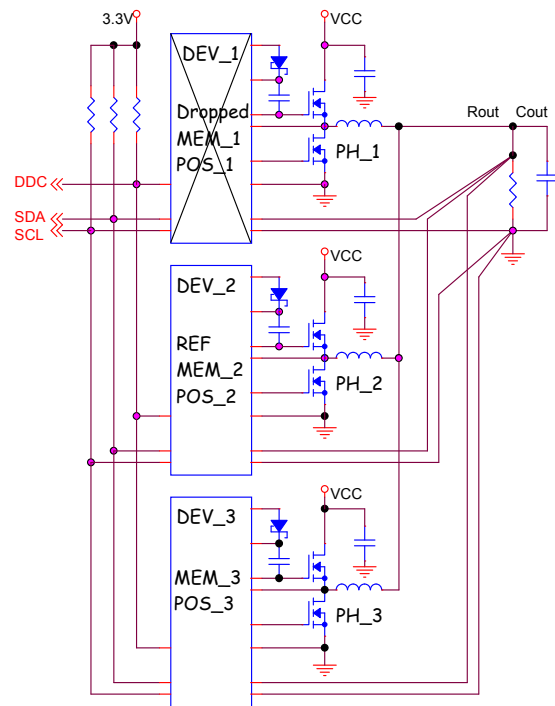 3.3V
VCC
DEV_1
Dropped
MEM_1
POS_1
PH_1
Rout Cout
DDC
SDA
SCL
VCC
DEV_2
REF
MEM_2
POS_2
PH_2
VCC
DEV_3
MEM_3
POS_3
PH_3